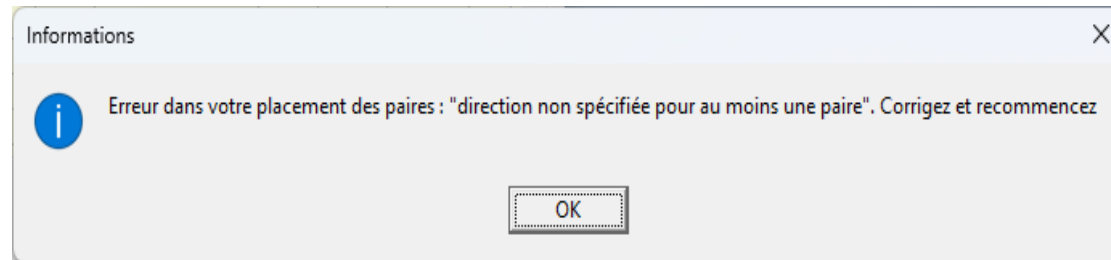 Informations
Erreur dans votre placement des paires : "direction non spécifiée pour au moins une paire". Corrigez et recommencez
OK